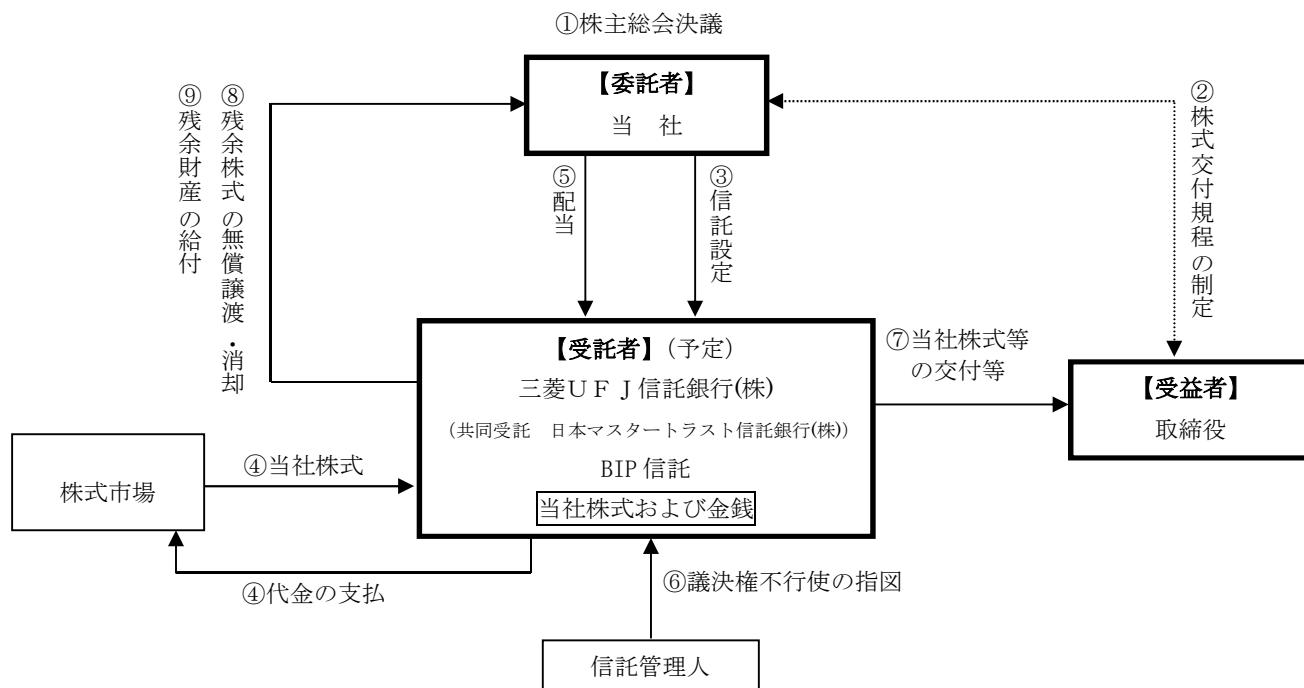 ①株主総会決議
【委託者】
当 社
⑨残余財産の給付
⑧残余株式の無償譲渡・消却
⑤配当
③信託設定
②株式交付規程の制定
【受託者】(予定)
三菱UFJ信託銀行(株)
(共同受託 日本マスタートラスト信託銀行(株))
BIP信託
当社株式および金銭
⑦当社株式等
の交付等
【受益者】
取締役
株式市場
④当社株式
④代金の支払
⑥議決権不行使の指図
信託管理人